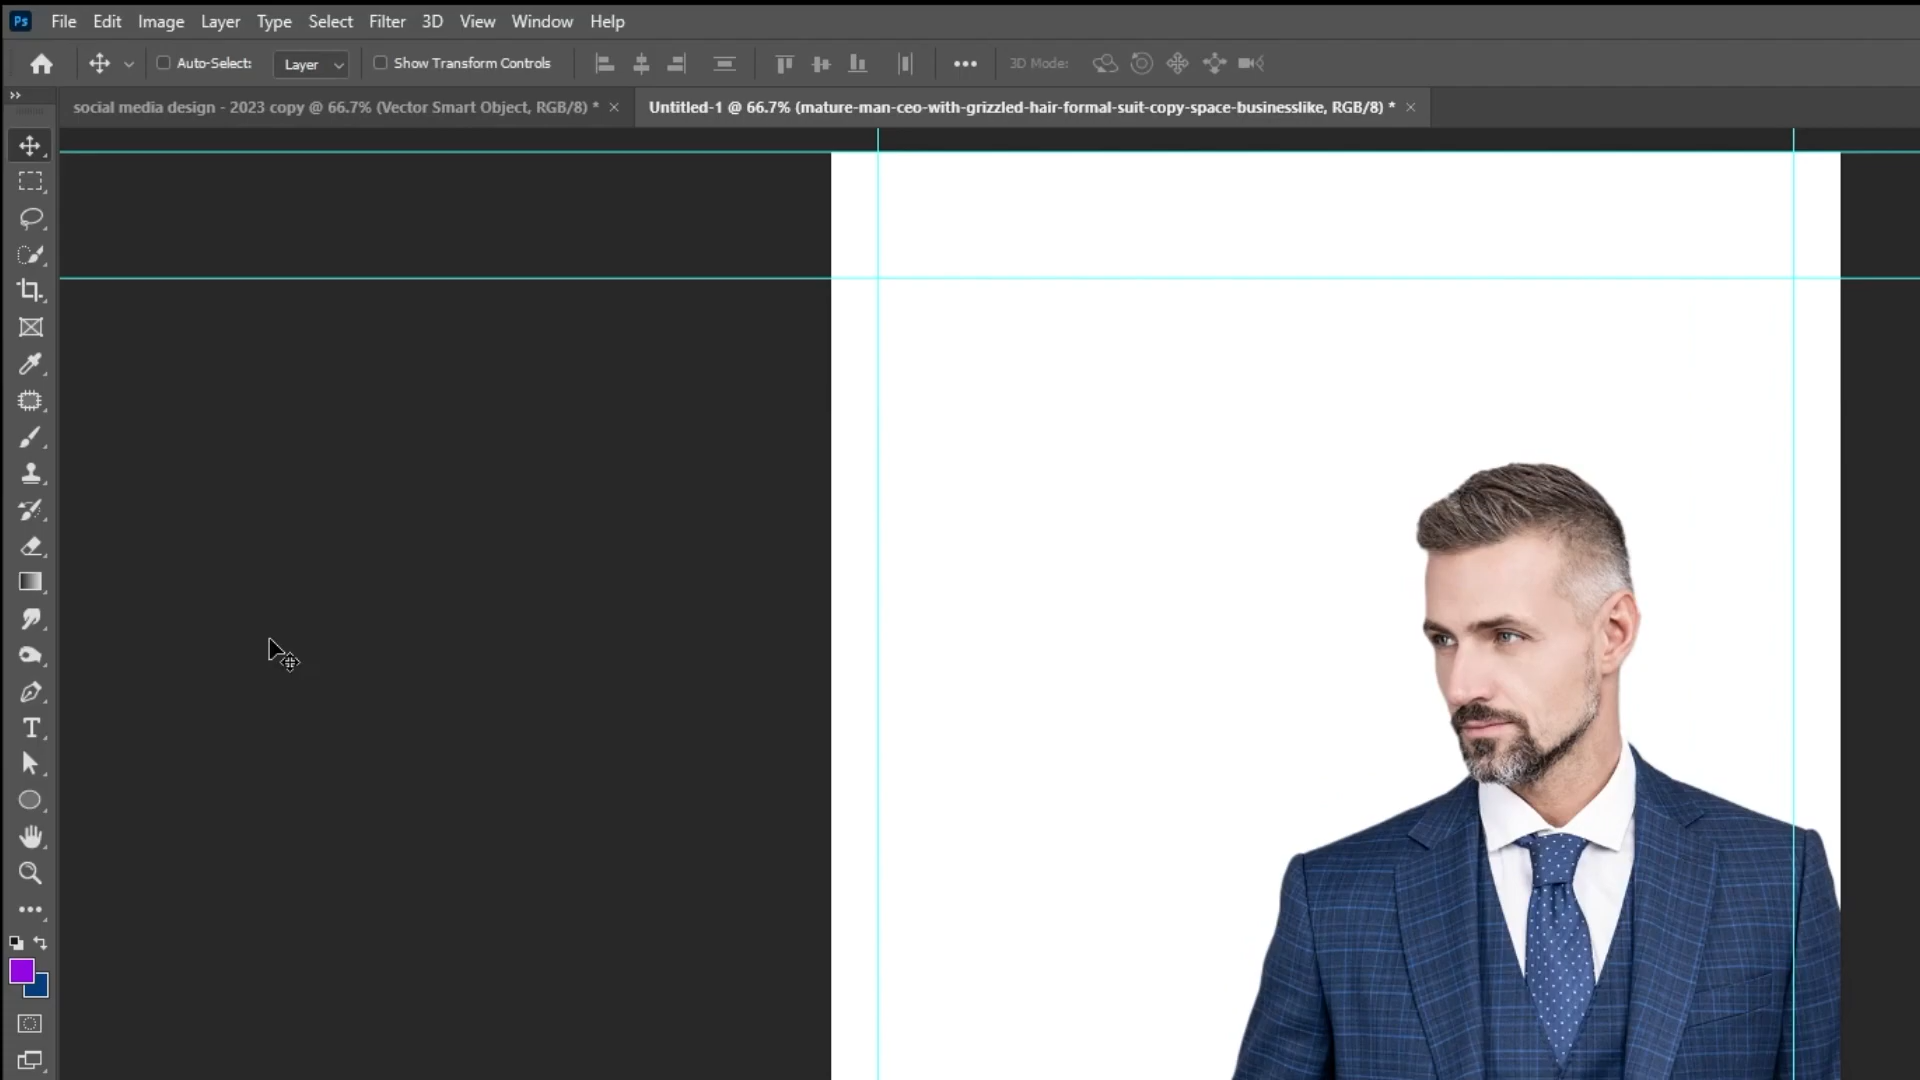 Ps File Edit Image Layer Type Select Filter 3D View Window Help
Auto-Select: Layer Show Transform Controls 3D Mode:
social media design - 2023 copy @ 66.7% (Vector Smart Object, RGB/8) * Untitled-1 @ 66.7% (mature-man-ceo-with-grizzled-hair-formal-suit-copy-space-businesslike, RGB/8) *